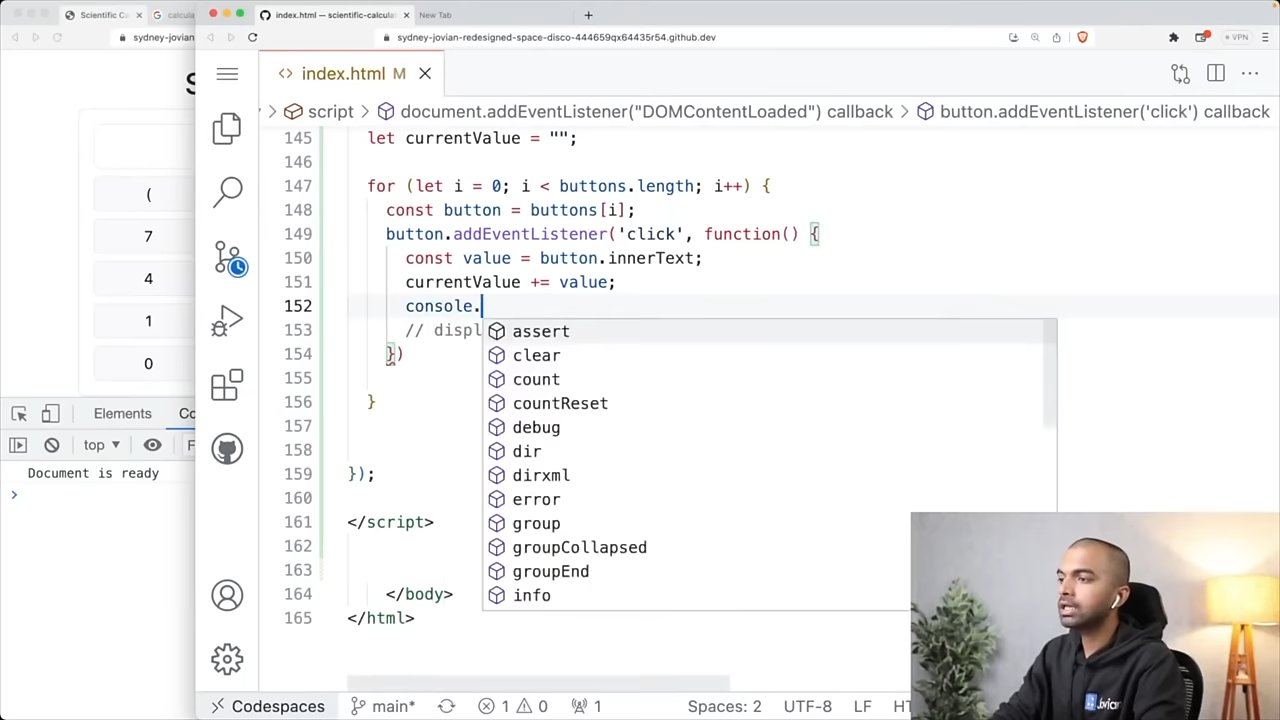 Scientific Ca
calcula
index.html — scientific-calcula
New Tab
sydney-jovian
sydney-jovian-redesigned-space-disco-444659qx64435r54.github.dev
VPN
S
index.html M
script
document.addEventListener("DOMContentLoaded") callback
button.addEventListener('click') callback
145 let currentValue = "";
146
147 for (let i = 0; i < buttons.length; i++) {
148 const button = buttons[i];
149 button.addEventListener('click', function() {
150 const value = button.innerText;
151 currentValue += value;
152 console.
153 // displ
154 })
155
156 }
157
158
159 });
160
161 </script>
162
163
164 </body>
165 </html>
assert
clear
count
countReset
debug
dir
dirxml
error
group
groupCollapsed
groupEnd
info
(
7
4
1
0
Elements
Co
top
F
Document is ready
Jovian
Codespaces
main*
1
0
1
Spaces: 2
UTF-8
LF
HT